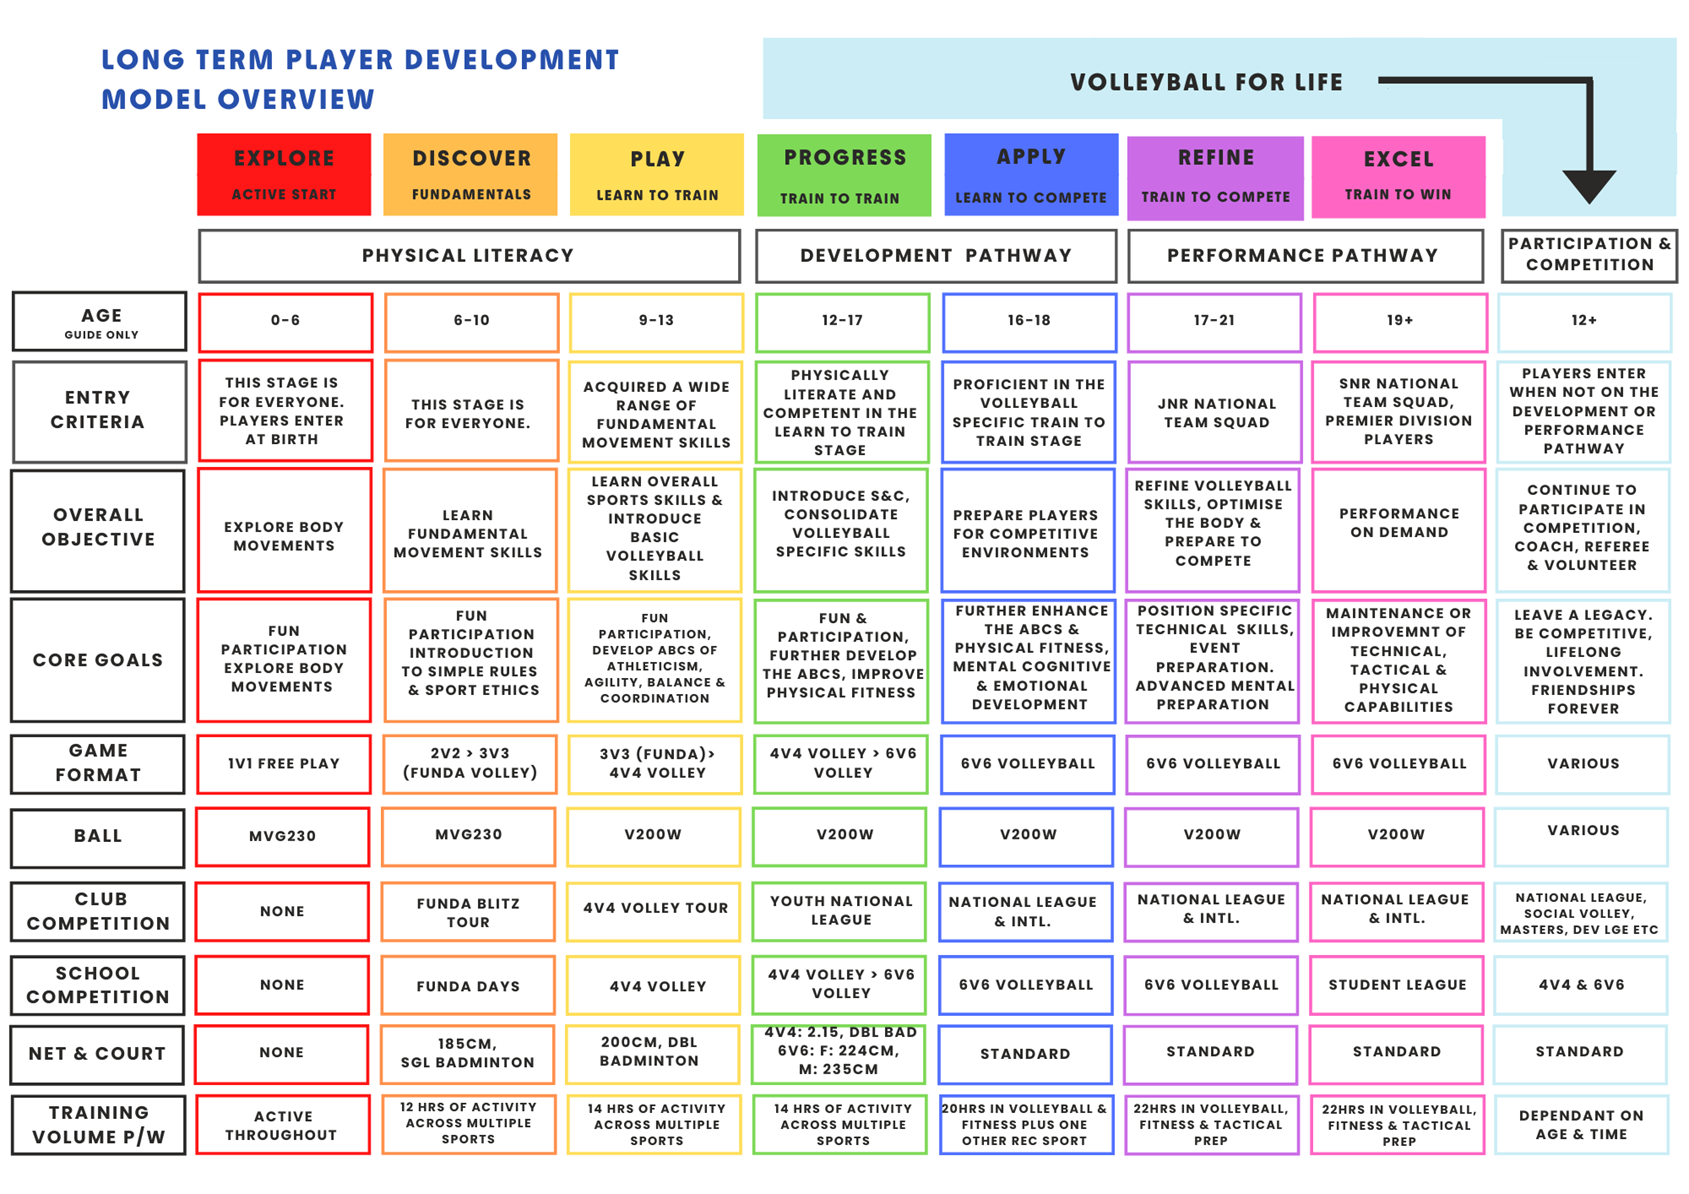 LONG TERM PLAYER DEVELOPMENT
MODEL OVERVIEW
VOLLEYBALL FOR LIFE
EXPLORE
ACTIVE START
DISCOVER
FUNDAMENTALS
PLAY
LEARN TO TRAIN
PROGRESS
TRAIN TO TRAIN
APPLY
LEARN TO COMPETE
REFINE
TRAIN TO COMPETE
EXCEL
TRAIN TO WIN
PHYSICAL LITERACY
DEVELOPMENT PATHWAY
PERFORMANCE PATHWAY
PARTICIPATION &
COMPETITION
AGE
GUIDE ONLY
0-6
6-10
9-13
12-17
16-18
17-21
19+
12+
ENTRY
CRITERIA
THIS STAGE IS
FOR EVERYONE.
PLAYERS ENTER
AT BIRTH
THIS STAGE IS
FOR EVERYONE.
ACQUIRED A WIDE
RANGE OF
FUNDAMENTAL
MOVEMENT SKILLS
PHYSICALLY
LITERATE AND
COMPETENT IN THE
LEARN TO TRAIN
STAGE
PROFICIENT IN THE
VOLLEYBALL
SPECIFIC TRAIN TO
TRAIN STAGE
JNR NATIONAL
TEAM SQUAD
SNR NATIONAL
TEAM SQUAD,
PREMIER DIVISION
PLAYERS
PLAYERS ENTER
WHEN NOT ON THE
DEVELOPMENT OR
PERFORMANCE
PATHWAY
OVERALL
OBJECTIVE
EXPLORE BODY
MOVEMENTS
LEARN
FUNDAMENTAL
MOVEMENT SKILLS
LEARN OVERALL
SPORTS SKILLS &
INTRODUCE
BASIC
VOLLEYBALL
SKILLS
INTRODUCE S&C,
CONSOLIDATE
VOLLEYBALL
SPECIFIC SKILLS
PREPARE PLAYERS
FOR COMPETITIVE
ENVIRONMENTS
REFINE VOLLEYBALL
SKILLS, OPTIMISE
THE BODY &
PREPARE TO
COMPETE
PERFORMANCE
ON DEMAND
CONTINUE TO
PARTICIPATE IN
COMPETITION,
COACH, REFEREE
& VOLUNTEER
CORE GOALS
FUN
PARTICIPATION
EXPLORE BODY
MOVEMENTS
FUN
PARTICIPATION
INTRODUCTION
TO SIMPLE RULES
& SPORT ETHICS
FUN
PARTICIPATION,
DEVELOP ABCS OF
ATHLETICISM,
AGILITY, BALANCE &
COORDINATION
FUN &
PARTICIPATION,
FURTHER DEVELOP
THE ABCS, IMPROVE
PHYSICAL FITNESS
FURTHER ENHANCE
THE ABCS &
PHYSICAL FITNESS,
MENTAL COGNITIVE
& EMOTIONAL
DEVELOPMENT
POSITION SPECIFIC
TECHNICAL SKILLS,
EVENT
PREPARATION.
ADVANCED MENTAL
PREPARATION
MAINTENANCE OR
IMPROVEMNT OF
TECHNICAL,
TACTICAL &
PHYSICAL
CAPABILITIES
LEAVE A LEGACY.
BE COMPETITIVE,
LIFELONG
INVOLVEMENT.
FRIENDSHIPS
FOREVER
GAME
FORMAT
1V1 FREE PLAY
2V2 > 3V3
(FUNDA VOLLEY)
3V3 (FUNDA)>
4V4 VOLLEY
4V4 VOLLEY > 6V6
VOLLEY
6V6 VOLLEYBALL
6V6 VOLLEYBALL
6V6 VOLLEYBALL
VARIOUS
BALL
MVG230
MVG230
V200W
V200W
V200W
V200W
V200W
VARIOUS
CLUB
COMPETITION
NONE
FUNDA BLITZ
TOUR
4V4 VOLLEY TOUR
YOUTH NATIONAL
LEAGUE
NATIONAL LEAGUE
& INTL.
NATIONAL LEAGUE
& INTL.
NATIONAL LEAGUE
& INTL.
NATIONAL LEAGUE,
SOCIAL VOLLEY,
MASTERS, DEV LGE ETC
SCHOOL
COMPETITION
NONE
FUNDA DAYS
4V4 VOLLEY
4V4 VOLLEY > 6V6
VOLLEY
6V6 VOLLEYBALL
6V6 VOLLEYBALL
STUDENT LEAGUE
4V4 & 6V6
NET & COURT
NONE
185CM,
SGL BADMINTON
200CM, DBL
BADMINTON
4V4: 2.15, DBL BAD
6V6: F: 224CM,
M: 235CM
STANDARD
STANDARD
STANDARD
STANDARD
TRAINING
VOLUME P/W
ACTIVE
THROUGHOUT
12 HRS OF ACTIVITY
ACROSS MULTIPLE
SPORTS
14 HRS OF ACTIVITY
ACROSS MULTIPLE
SPORTS
14 HRS OF ACTIVITY
ACROSS MULTIPLE
SPORTS
20HRS IN VOLLEYBALL &
FITNESS PLUS ONE
OTHER REC SPORT
22HRS IN VOLLEYBALL,
FITNESS & TACTICAL
PREP
22HRS IN VOLLEYBALL,
FITNESS & TACTICAL
PREP
DEPENDANT ON
AGE & TIME